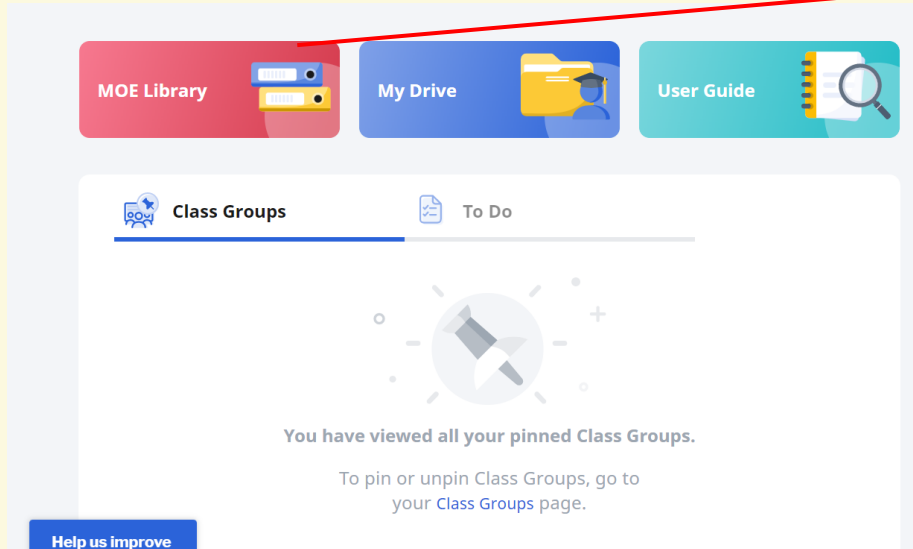 MOE Library
My Drive
User Guide
Class Groups
To Do
You have viewed all your pinned Class Groups.
To pin or unpin Class Groups, go to
your Class Groups page.
Help us improve